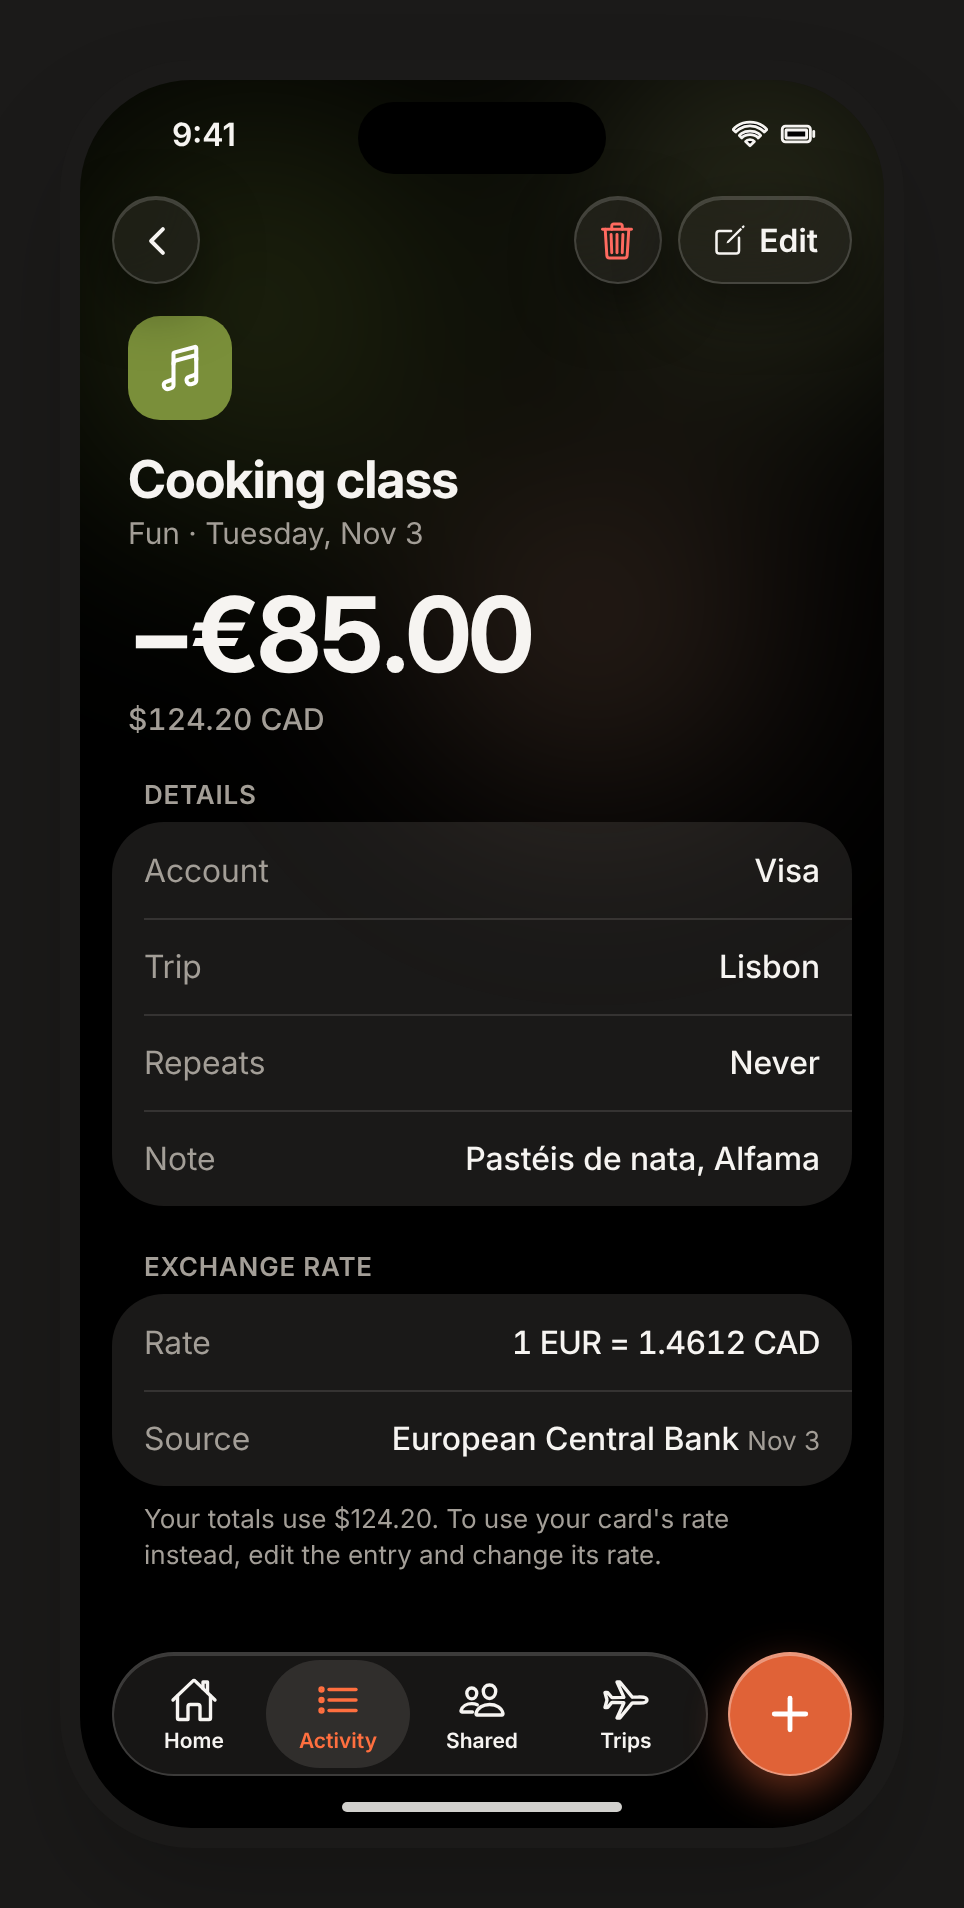 9:41
Edit
Cooking class
Fun · Tuesday, Nov 3
−€85.00
$124.20 CAD
DETAILS
Account Visa
Trip Lisbon
Repeats Never
Note Pastéis de nata, Alfama
EXCHANGE RATE
Rate 1 EUR = 1.4612 CAD
Source European Central Bank Nov 3
Your totals use $124.20. To use your card's rate
instead, edit the entry and change its rate.
Home Activity Shared Trips